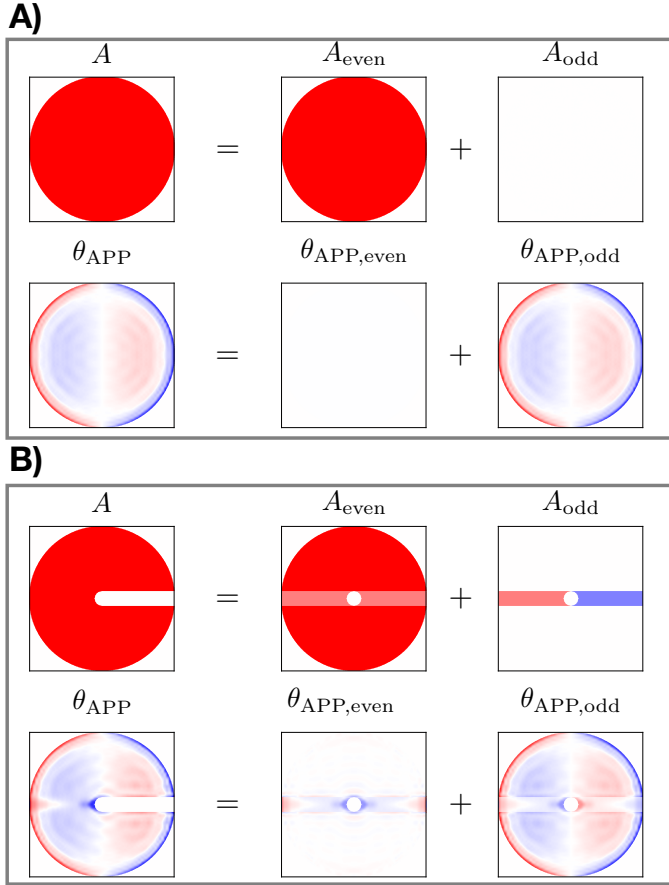 A)
A A_even A_odd
= +
θ_APP θ_APP,even θ_APP,odd
= +
B)
A A_even A_odd
= +
θ_APP θ_APP,even θ_APP,odd
= +